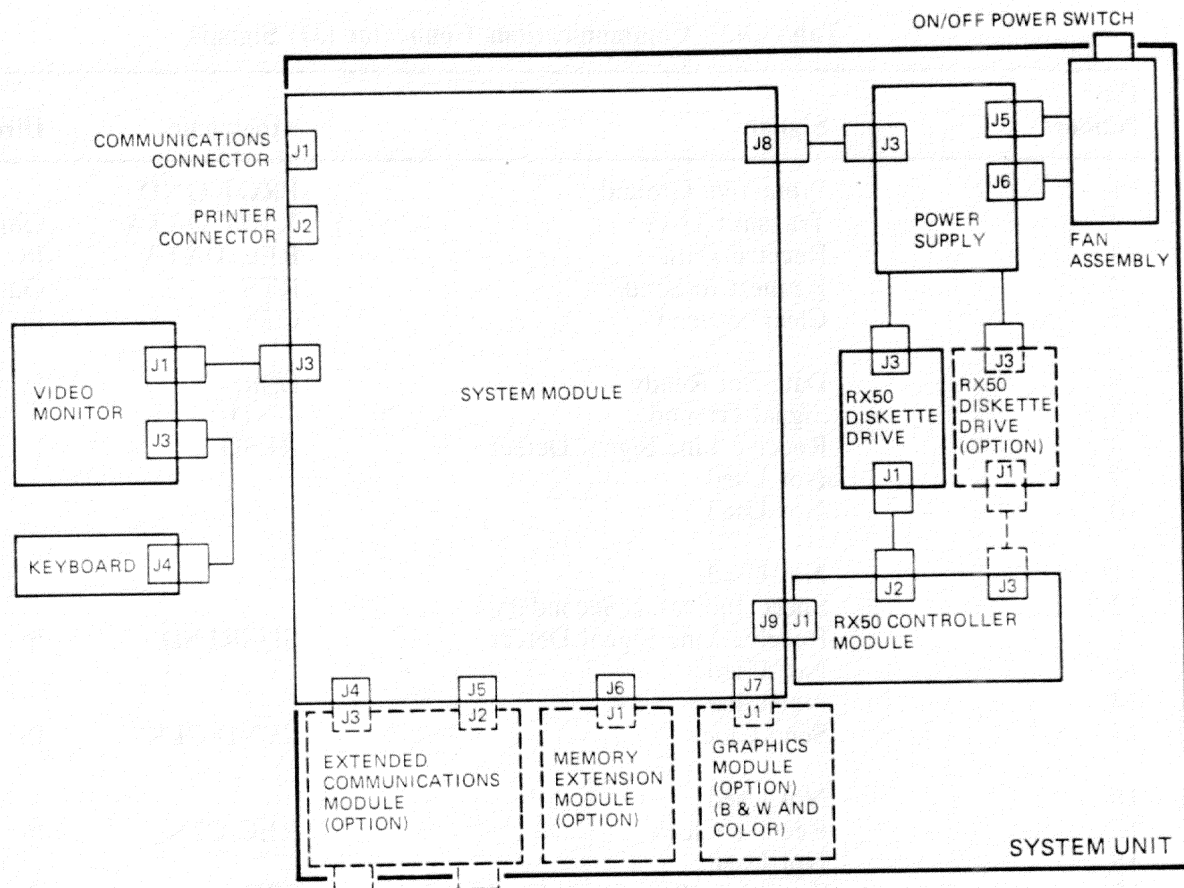 ON/OFF POWER SWITCH
COMMUNICATIONS
CONNECTOR
J1
PRINTER
CONNECTOR
J2
J8
J3
J5
J6
POWER
SUPPLY
FAN
ASSEMBLY
VIDEO
MONITOR
J1
J3
J3
SYSTEM MODULE
J3
RX50
DISKETTE
DRIVE
J1
J3
RX50
DISKETTE
DRIVE
(OPTION)
J1
KEYBOARD
J4
J9
J1
J2
J3
RX50 CONTROLLER
MODULE
J4
J5
J6
J7
J3
J2
J1
J1
EXTENDED
COMMUNICATIONS
MODULE
(OPTION)
MEMORY
EXTENSION
MODULE
(OPTION)
GRAPHICS
MODULE
(OPTION)
(B & W AND
COLOR)
SYSTEM UNIT